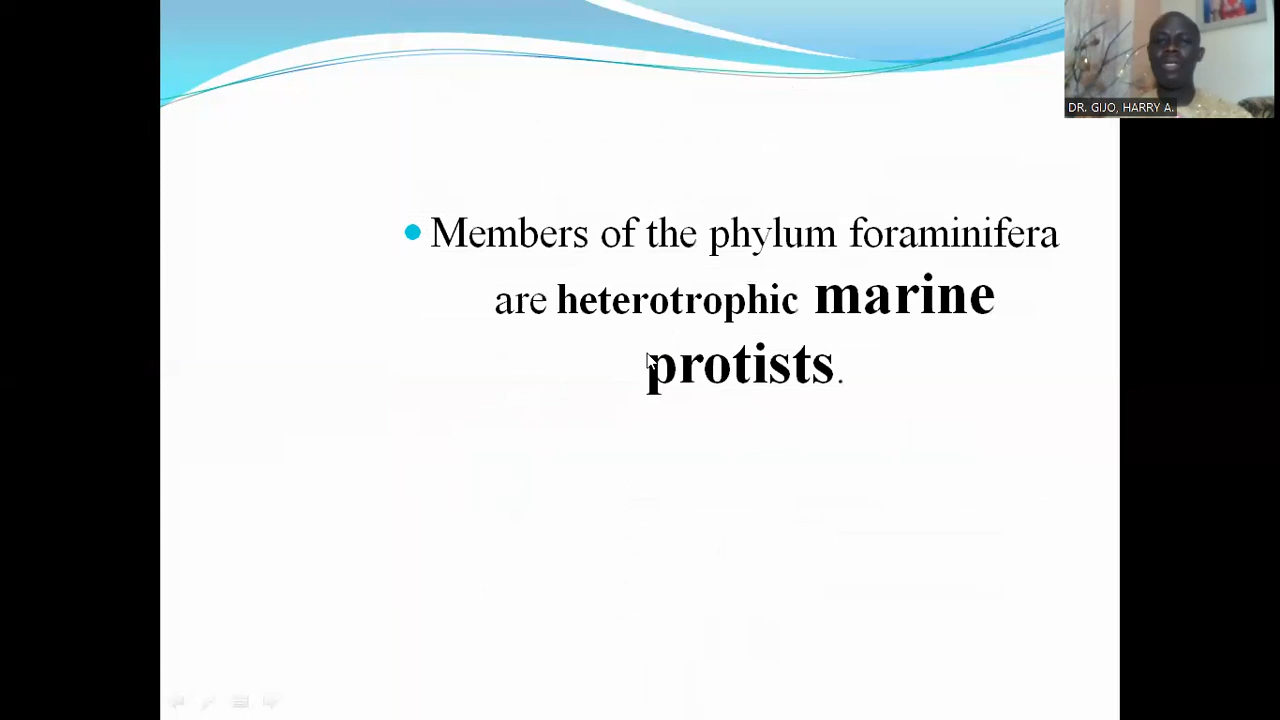 DR. GIJO, HARRY A.
• Members of the phylum foraminifera
are heterotrophic marine
protists.